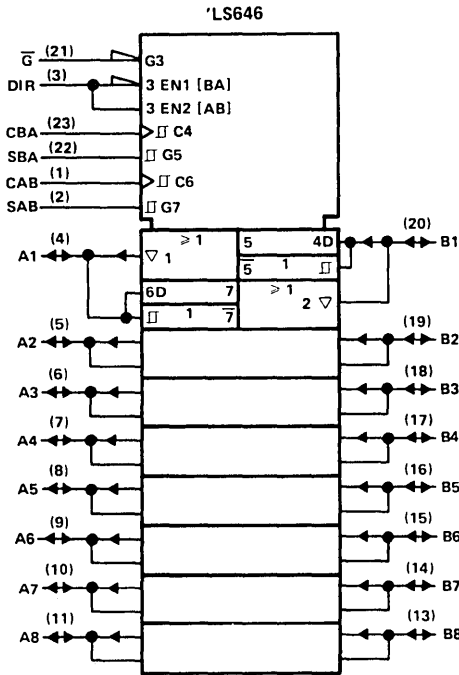 'LS646
G̅ (21) G3
DIR (3) 3 EN1 [BA]
3 EN2 [AB]
CBA (23) C4
SBA (22) G5
CAB (1) C6
SAB (2) G7
A1 (4) ≥ 1 ▽ 1 5 4D (20) B1
5̅ 1
6D 7 ≥ 1
1 7̅ 2 ▽
A2 (5) (19) B2
A3 (6) (18) B3
A4 (7) (17) B4
A5 (8) (16) B5
A6 (9) (15) B6
A7 (10) (14) B7
A8 (11) (13) B8